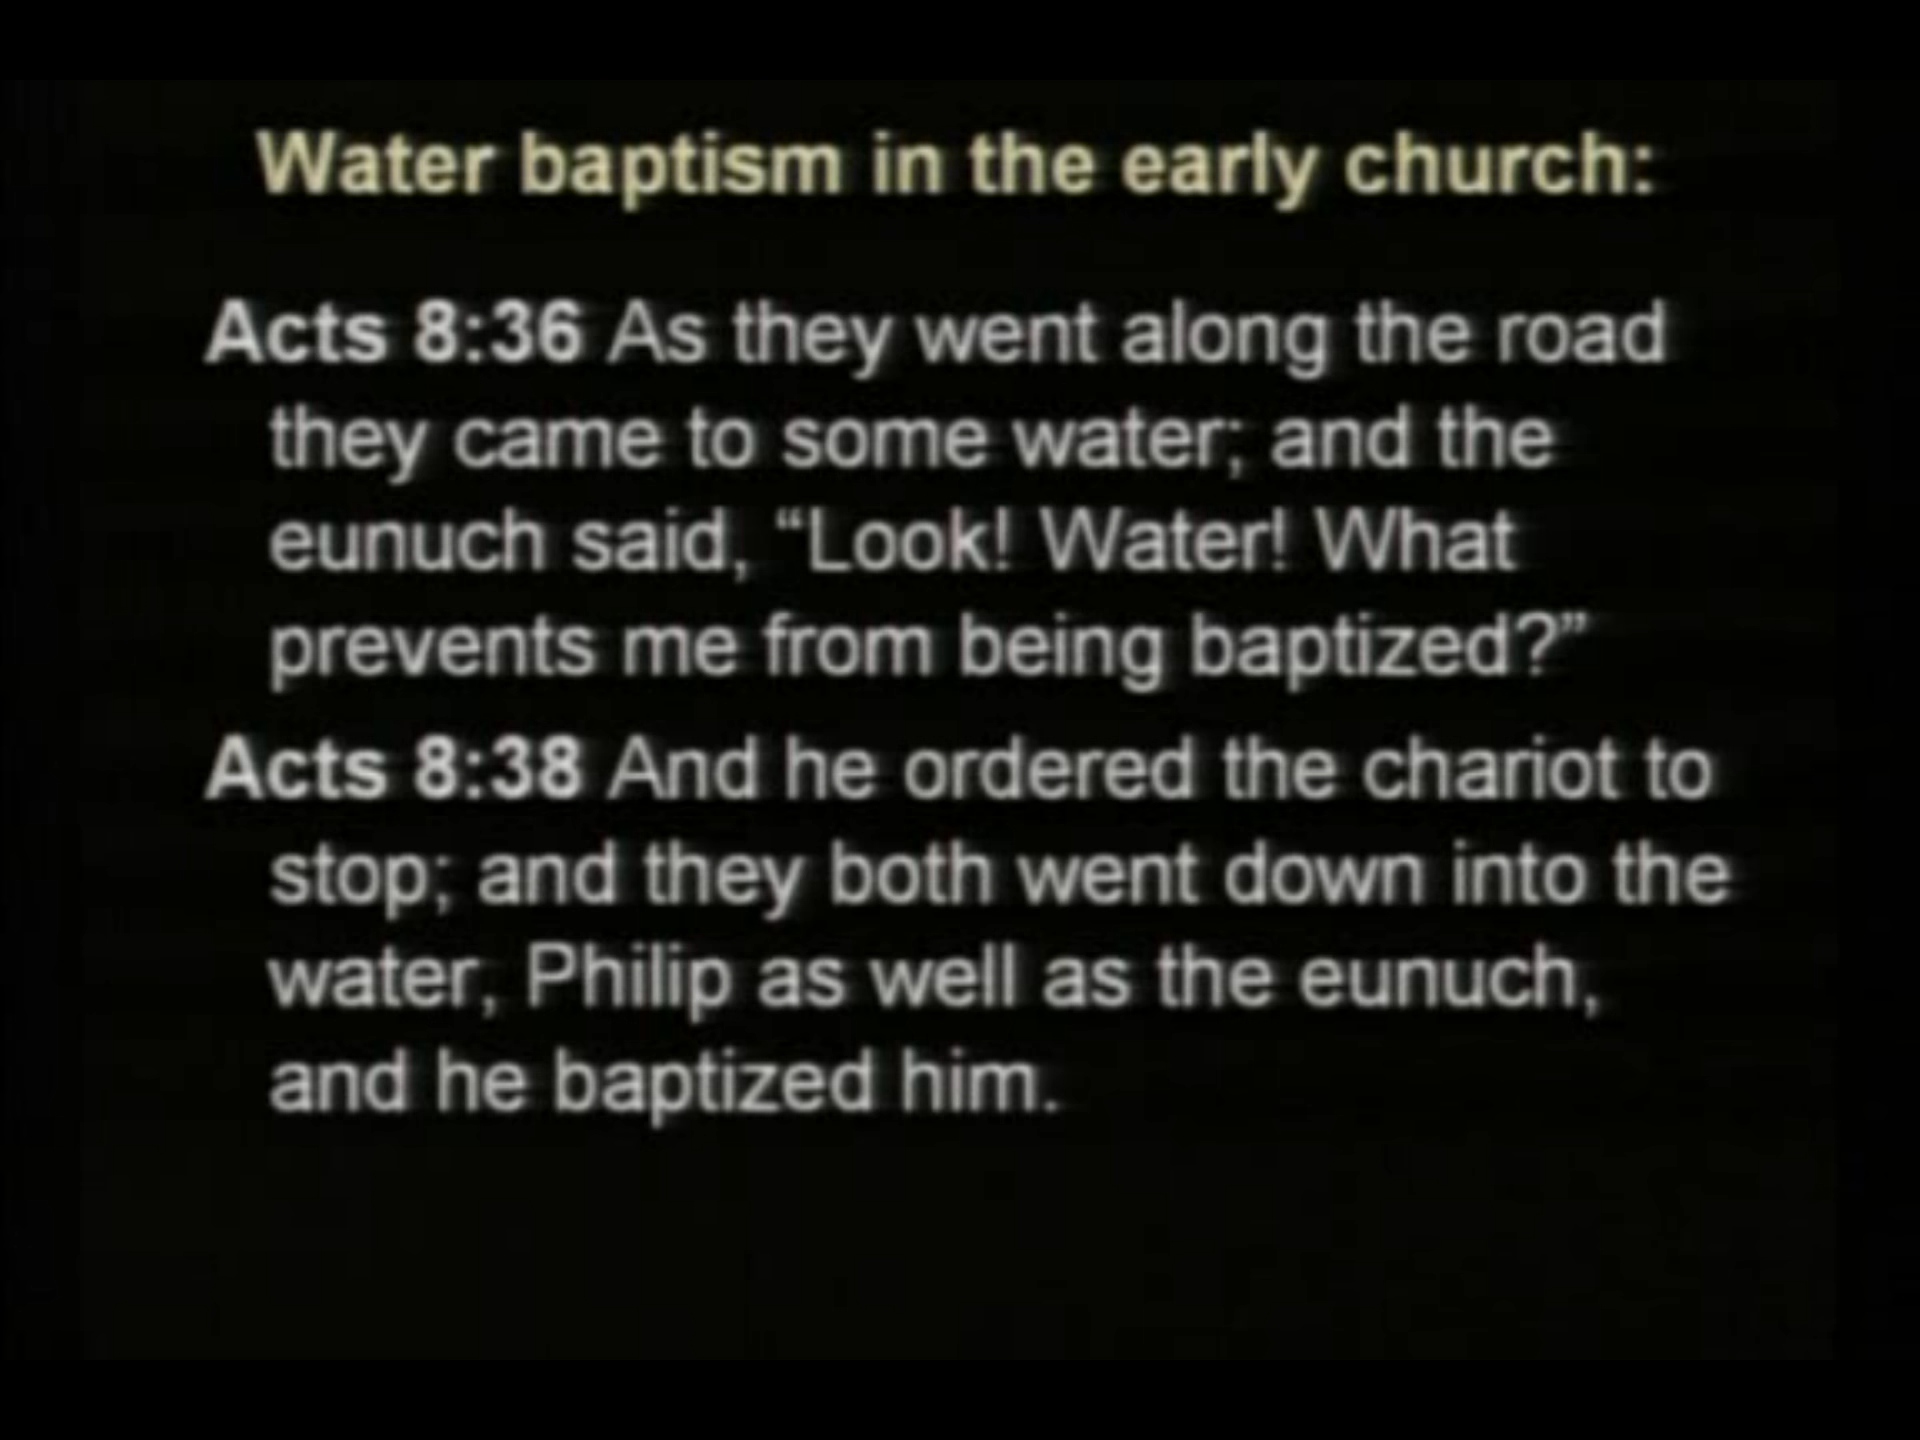 Water baptism in the early church:
Acts 8:36 As they went along the road
they came to some water; and the
eunuch said, “Look! Water! What
prevents me from being baptized?”
Acts 8:38 And he ordered the chariot to
stop; and they both went down into the
water, Philip as well as the eunuch,
and he baptized him.